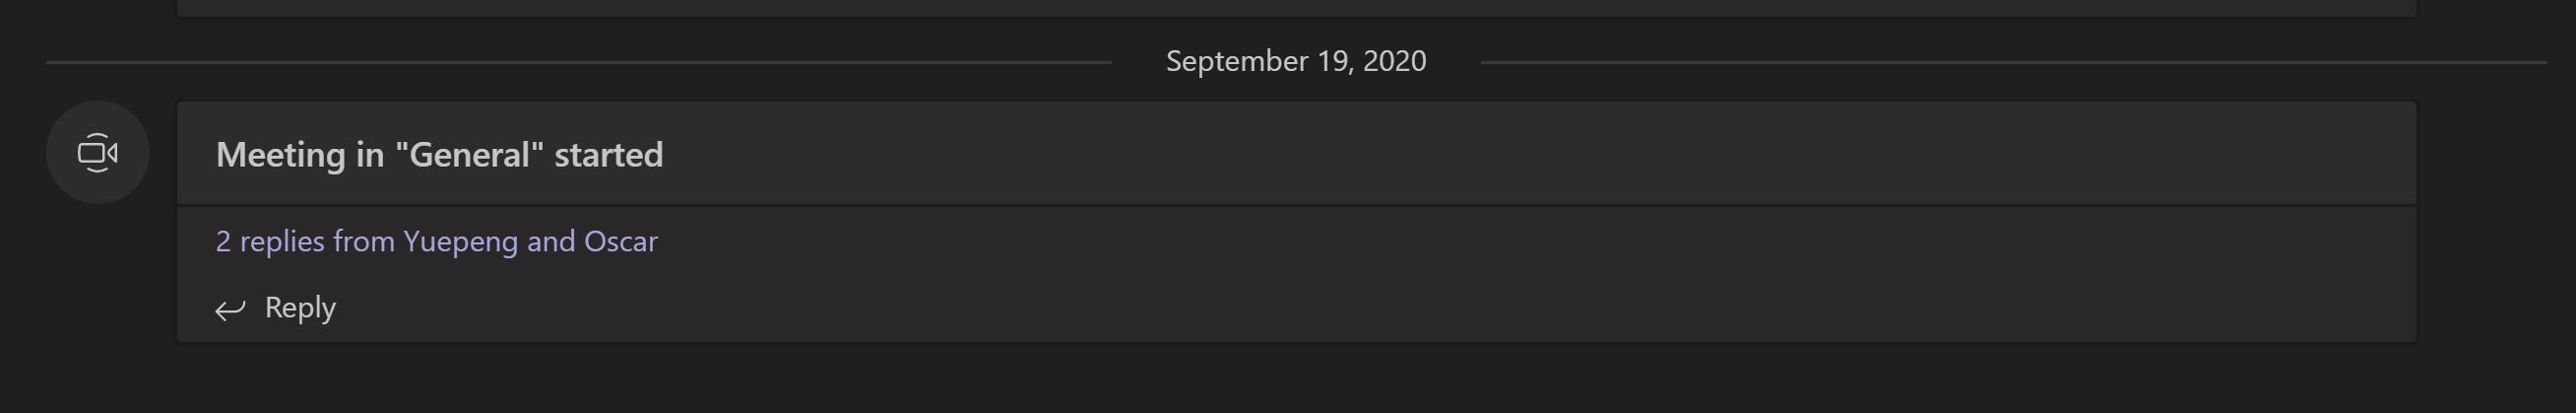 September 19, 2020
Meeting in "General" started
2 replies from Yuepeng and Oscar
Reply